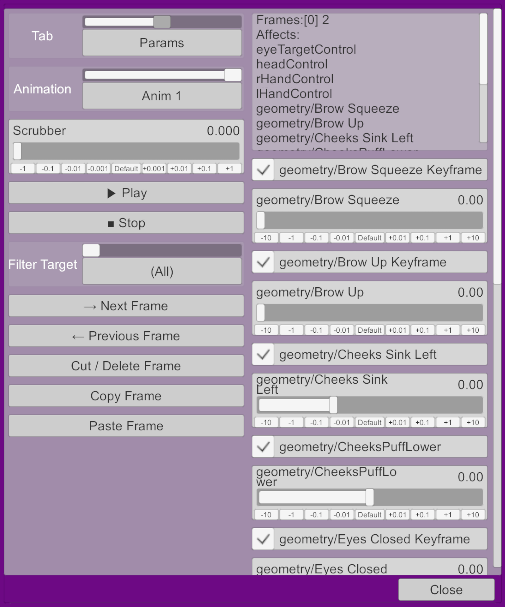 Tab
Params
Animation
Anim 1
Scrubber 0.000
-1 -0.1 -0.01 -0.001 Default +0.001 +0.01 +0.1 +1
▶ Play
■ Stop
Filter Target
(All)
→ Next Frame
← Previous Frame
Cut / Delete Frame
Copy Frame
Paste Frame
Frames:[0] 2
Affects:
eyeTargetControl
headControl
rHandControl
lHandControl
geometry/Brow Squeeze
geometry/Brow Up
geometry/Cheeks Sink Left
geometry/CheeksPuffLower
geometry/Brow Squeeze Keyframe
geometry/Brow Squeeze 0.00
-10 -1 -0.1 -0.01 Default +0.01 +0.1 +1 +10
geometry/Brow Up Keyframe
geometry/Brow Up 0.00
-10 -1 -0.1 -0.01 Default +0.01 +0.1 +1 +10
geometry/Cheeks Sink Left
geometry/Cheeks Sink
Left 0.00
-10 -1 -0.1 -0.01 Default +0.01 +0.1 +1 +10
geometry/CheeksPuffLower
geometry/CheeksPuffLo
wer 0.00
-10 -1 -0.1 -0.01 Default +0.01 +0.1 +1 +10
geometry/Eyes Closed Keyframe
geometry/Eyes Closed 0.00
Close